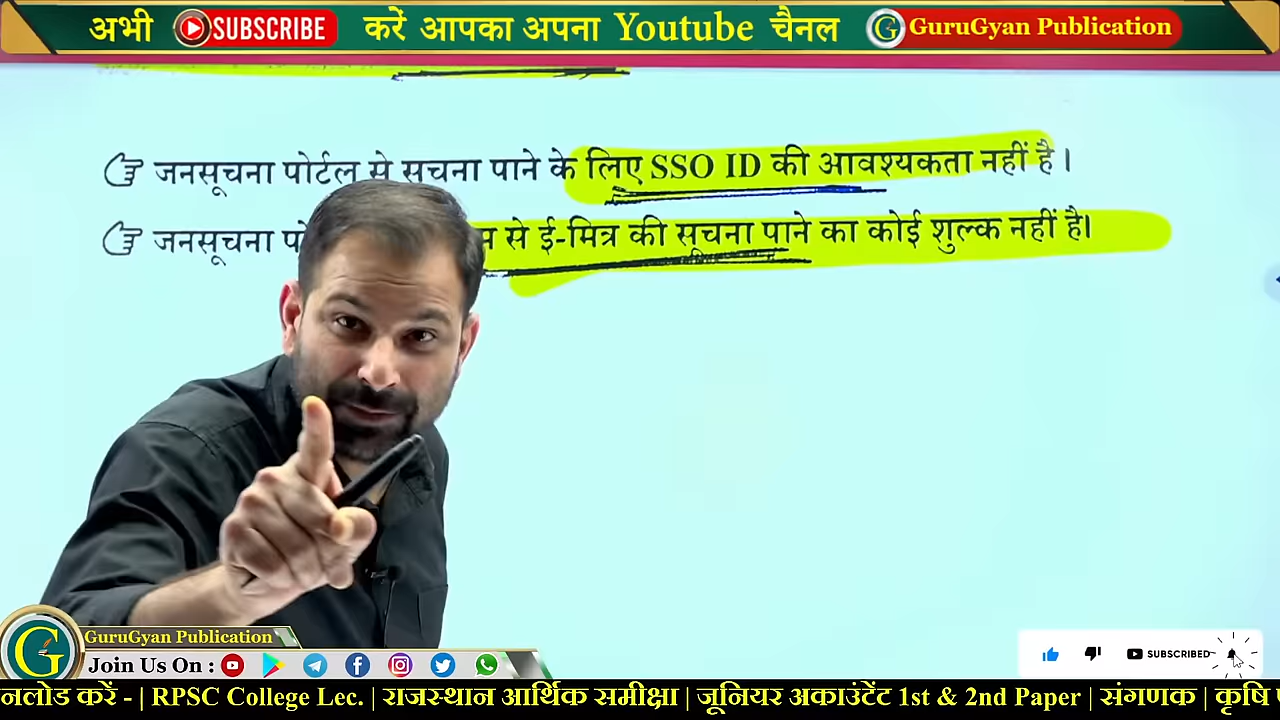 अभी SUBSCRIBE करें आपका अपना Youtube चैनल GuruGyan Publication
जनसूचना पोर्टल से सूचना पाने के लिए SSO ID की आवश्यकता नहीं है।
जनसूचना से ई-मित्र की सूचना पाने का कोई शुल्क नहीं है।
G
GuruGyan Publication
Join Us On :
SUBSCRIBED
करें - | RPSC College Lec. | राजस्थान आर्थिक समीक्षा | जूनियर अकाउंटेंट 1st & 2nd Paper | संगणक | कृषि